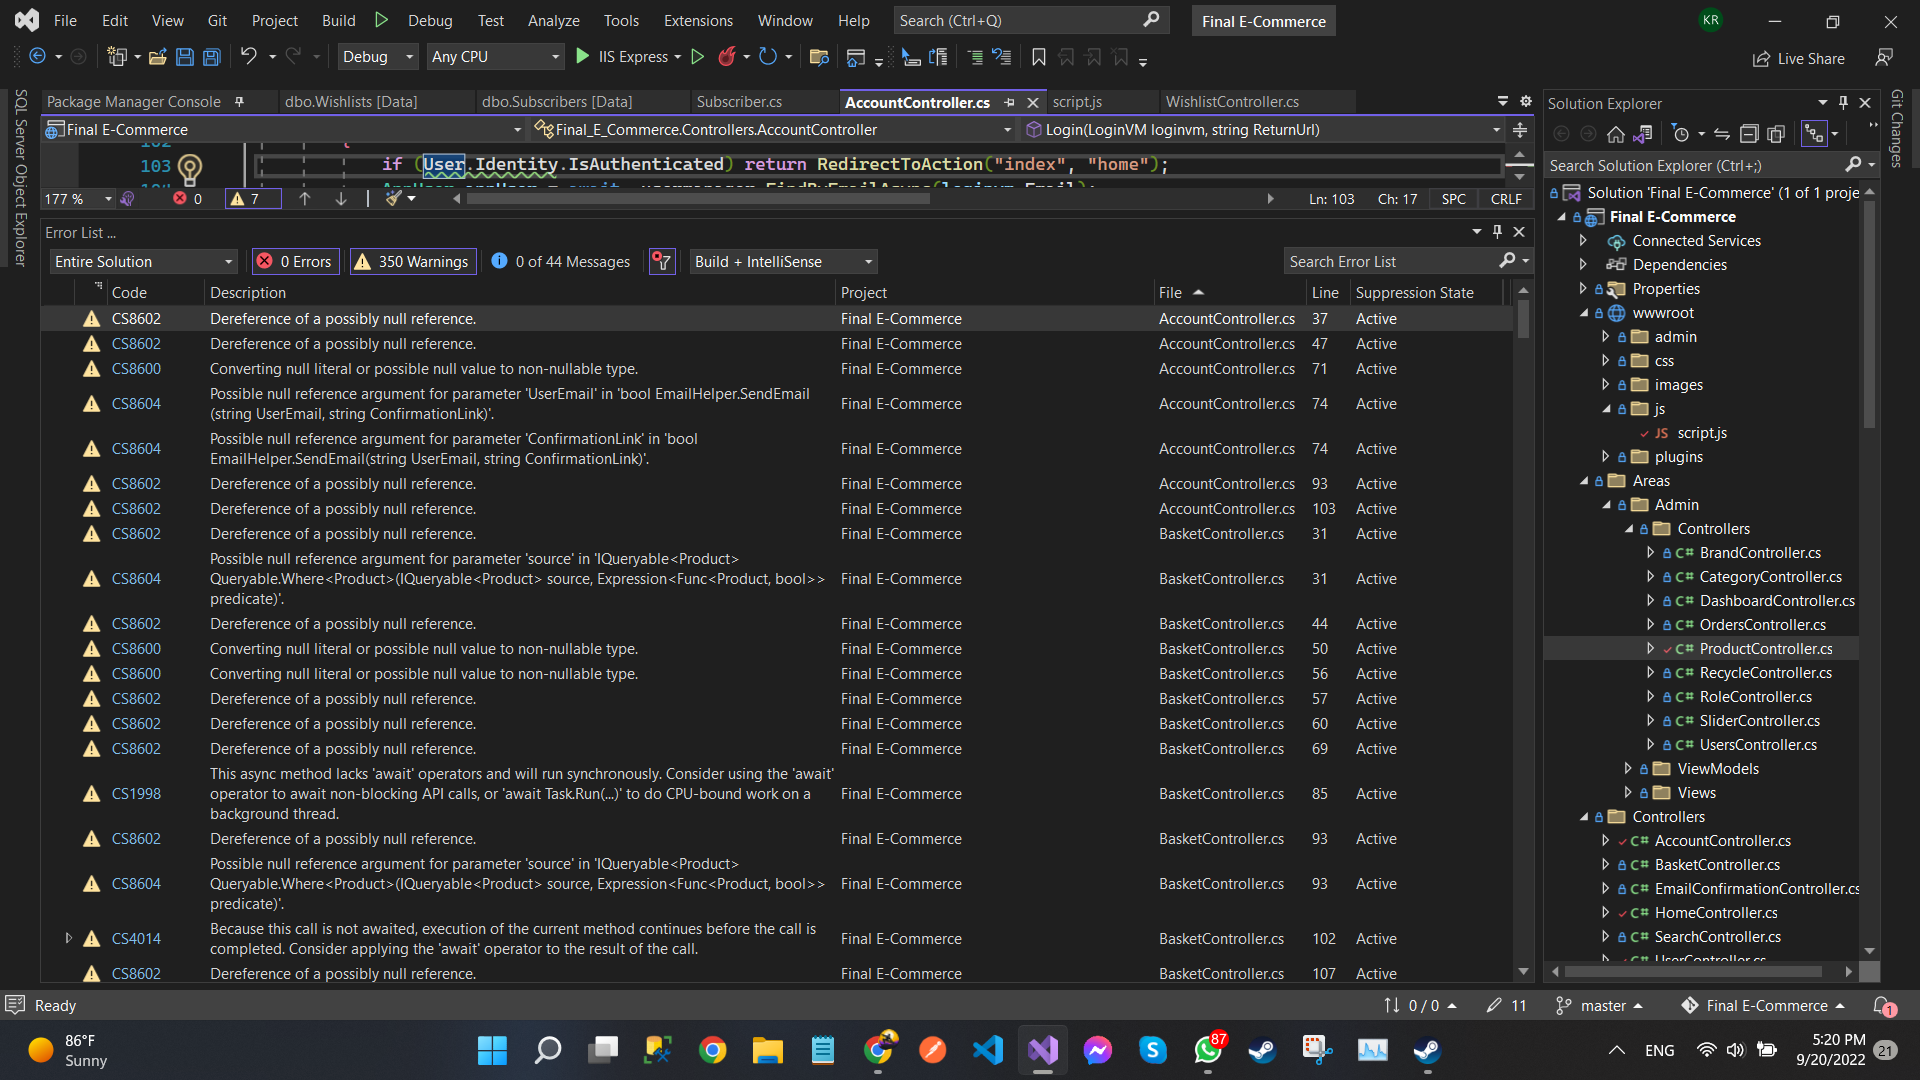 File Edit View Git Project Build Debug Test Analyze Tools Extensions Window Help Search (Ctrl+Q) Final E-Commerce KR
Debug Any CPU IIS Express Live Share
SQL Server Object Explorer
Git Changes
Package Manager Console dbo.Wishlists [Data] dbo.Subscribers [Data] Subscriber.cs AccountController.cs script.js WishlistController.cs
Final E-Commerce Final_E_Commerce.Controllers.AccountController Login(LoginVM loginvm, string ReturnUrl)
103 if (User.Identity.IsAuthenticated) return RedirectToAction("index", "home");
177 % 0 7 Ln: 103 Ch: 17 SPC CRLF
Error List ...
Entire Solution 0 Errors 350 Warnings 0 of 44 Messages Build + IntelliSense Search Error List
Code Description Project File Line Suppression State
CS8602 Dereference of a possibly null reference. Final E-Commerce AccountController.cs 37 Active
CS8602 Dereference of a possibly null reference. Final E-Commerce AccountController.cs 47 Active
CS8600 Converting null literal or possible null value to non-nullable type. Final E-Commerce AccountController.cs 71 Active
Possible null reference argument for parameter 'UserEmail' in 'bool EmailHelper.SendEmail
CS8604 (string UserEmail, string ConfirmationLink)'. Final E-Commerce AccountController.cs 74 Active
Possible null reference argument for parameter 'ConfirmationLink' in 'bool
CS8604 EmailHelper.SendEmail(string UserEmail, string ConfirmationLink)'. Final E-Commerce AccountController.cs 74 Active
CS8602 Dereference of a possibly null reference. Final E-Commerce AccountController.cs 93 Active
CS8602 Dereference of a possibly null reference. Final E-Commerce AccountController.cs 103 Active
CS8602 Dereference of a possibly null reference. Final E-Commerce BasketController.cs 31 Active
Possible null reference argument for parameter 'source' in 'IQueryable<Product>
CS8604 Queryable.Where<Product>(IQueryable<Product> source, Expression<Func<Product, bool>> Final E-Commerce BasketController.cs 31 Active
predicate)'.
CS8602 Dereference of a possibly null reference. Final E-Commerce BasketController.cs 44 Active
CS8600 Converting null literal or possible null value to non-nullable type. Final E-Commerce BasketController.cs 50 Active
CS8600 Converting null literal or possible null value to non-nullable type. Final E-Commerce BasketController.cs 56 Active
CS8602 Dereference of a possibly null reference. Final E-Commerce BasketController.cs 57 Active
CS8602 Dereference of a possibly null reference. Final E-Commerce BasketController.cs 60 Active
CS8602 Dereference of a possibly null reference. Final E-Commerce BasketController.cs 69 Active
This async method lacks 'await' operators and will run synchronously. Consider using the 'await'
CS1998 operator to await non-blocking API calls, or 'await Task.Run(...)' to do CPU-bound work on a Final E-Commerce BasketController.cs 85 Active
background thread.
CS8602 Dereference of a possibly null reference. Final E-Commerce BasketController.cs 93 Active
Possible null reference argument for parameter 'source' in 'IQueryable<Product>
CS8604 Queryable.Where<Product>(IQueryable<Product> source, Expression<Func<Product, bool>> Final E-Commerce BasketController.cs 93 Active
predicate)'.
Because this call is not awaited, execution of the current method continues before the call is
CS4014 completed. Consider applying the 'await' operator to the result of the call. Final E-Commerce BasketController.cs 102 Active
CS8602 Dereference of a possibly null reference. Final E-Commerce BasketController.cs 107 Active
Solution Explorer
Search Solution Explorer (Ctrl+;)
Solution 'Final E-Commerce' (1 of 1 proje
Final E-Commerce
Connected Services
Dependencies
Properties
wwwroot
admin
css
images
js
JS script.js
plugins
Areas
Admin
Controllers
C# BrandController.cs
C# CategoryController.cs
C# DashboardController.cs
C# OrdersController.cs
C# ProductController.cs
C# RecycleController.cs
C# RoleController.cs
C# SliderController.cs
C# UsersController.cs
ViewModels
Views
Controllers
C# AccountController.cs
C# BasketController.cs
C# EmailConfirmationController.cs
C# HomeController.cs
C# SearchController.cs
Ready 0 / 0 11 master Final E-Commerce 1
86°F
Sunny
87
ENG
5:20 PM
9/20/2022
21